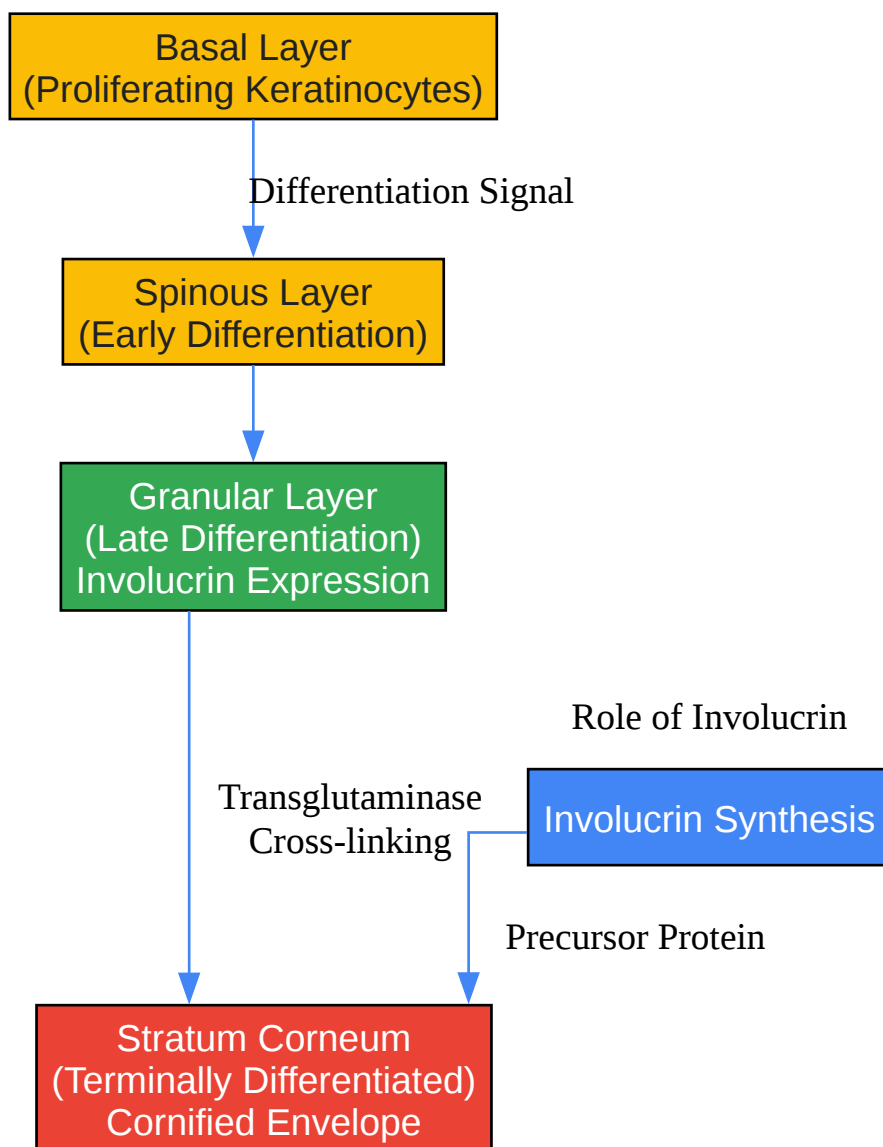 Basal Layer
(Proliferating Keratinocytes)
Differentiation Signal
Spinous Layer
(Early Differentiation)
Granular Layer
(Late Differentiation)
Involucrin Expression
Role of Involucrin
Transglutaminase
Cross-linking
Involucrin Synthesis
Precursor Protein
Stratum Corneum
(Terminally Differentiated)
Cornified Envelope